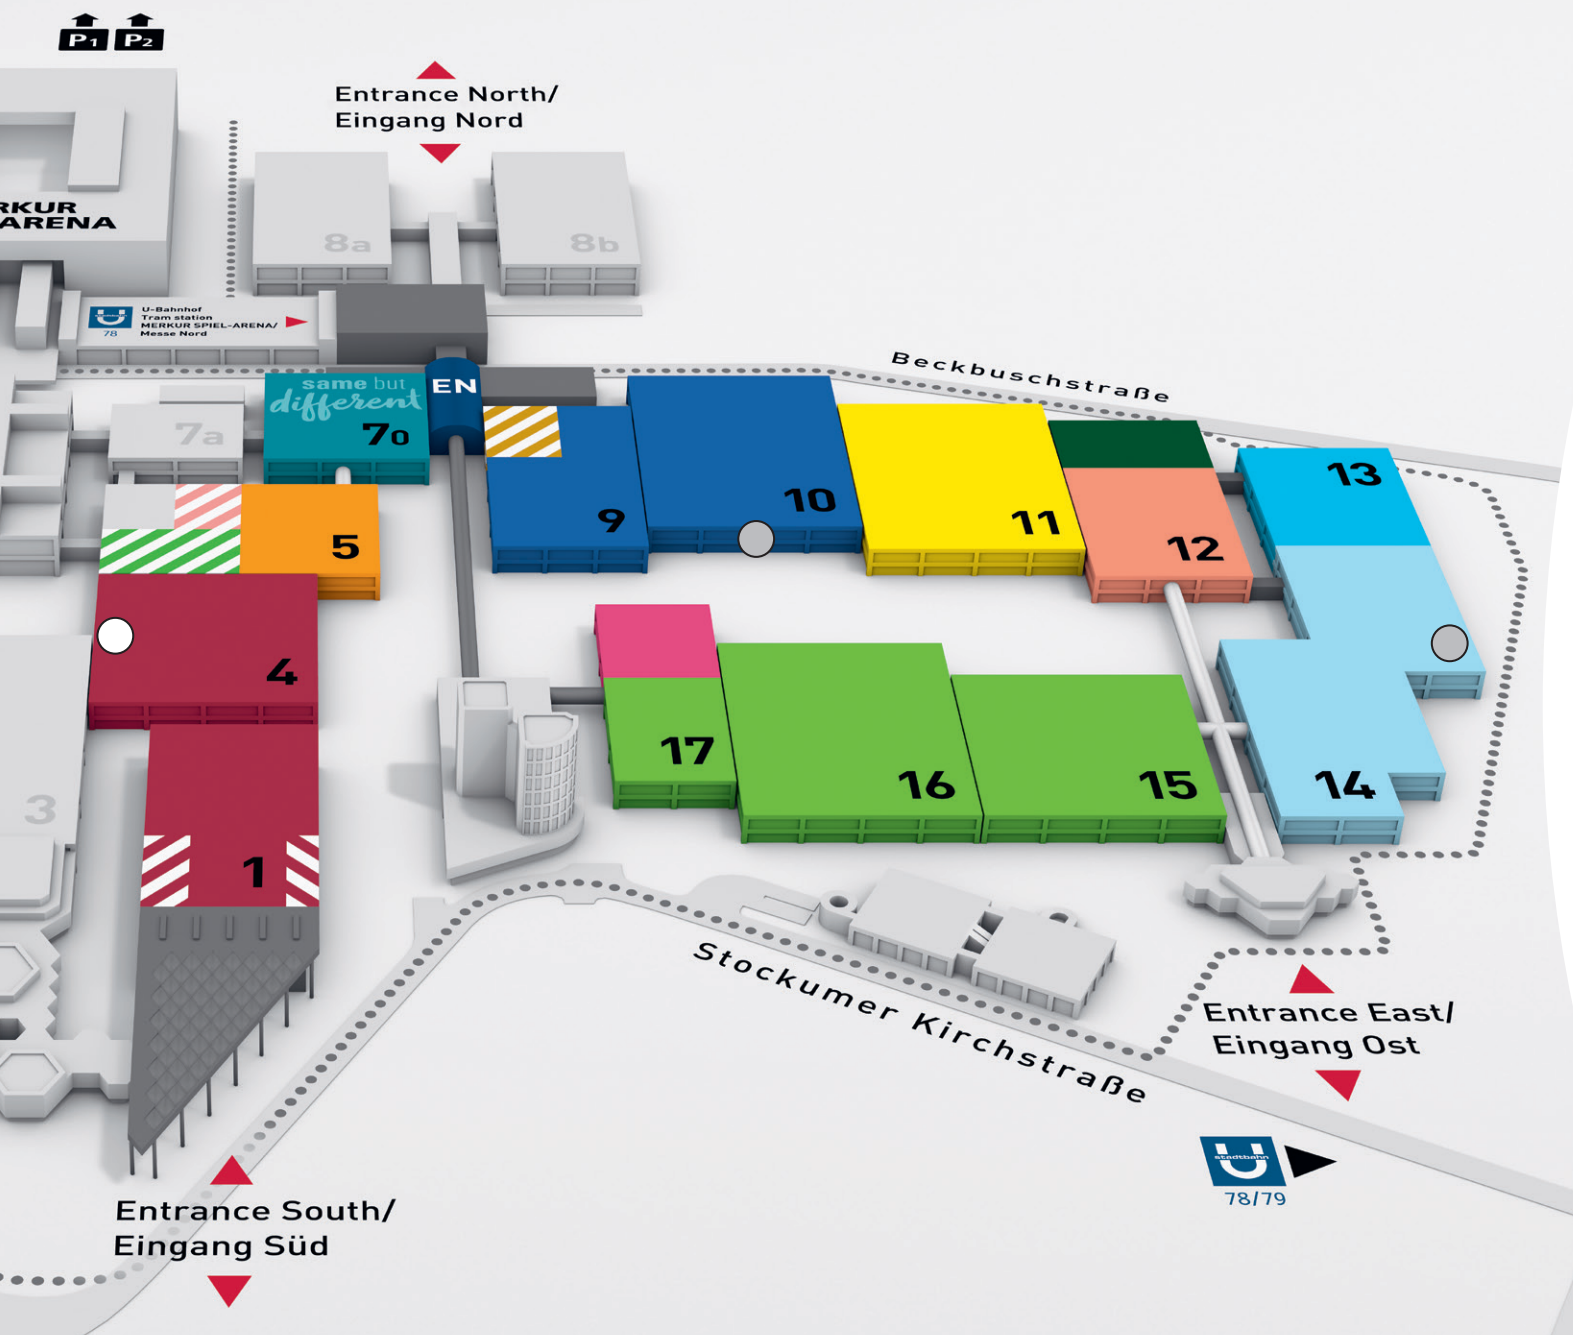 P1 P2
Entrance North/
Eingang Nord
RKUR
ARENA
8a
8b
U-Bahnhof
Tram station
MERKUR SPIEL-ARENA/
Messe Nord
78
Beckbuschstraße
same but
different
EN
7a
70
13
10
9
11
12
5
4
17
16
15
14
3
1
Stockumer Kirchstraße
Entrance East/
Eingang Ost
U
stadtbahn
78/79
Entrance South/
Eingang Süd